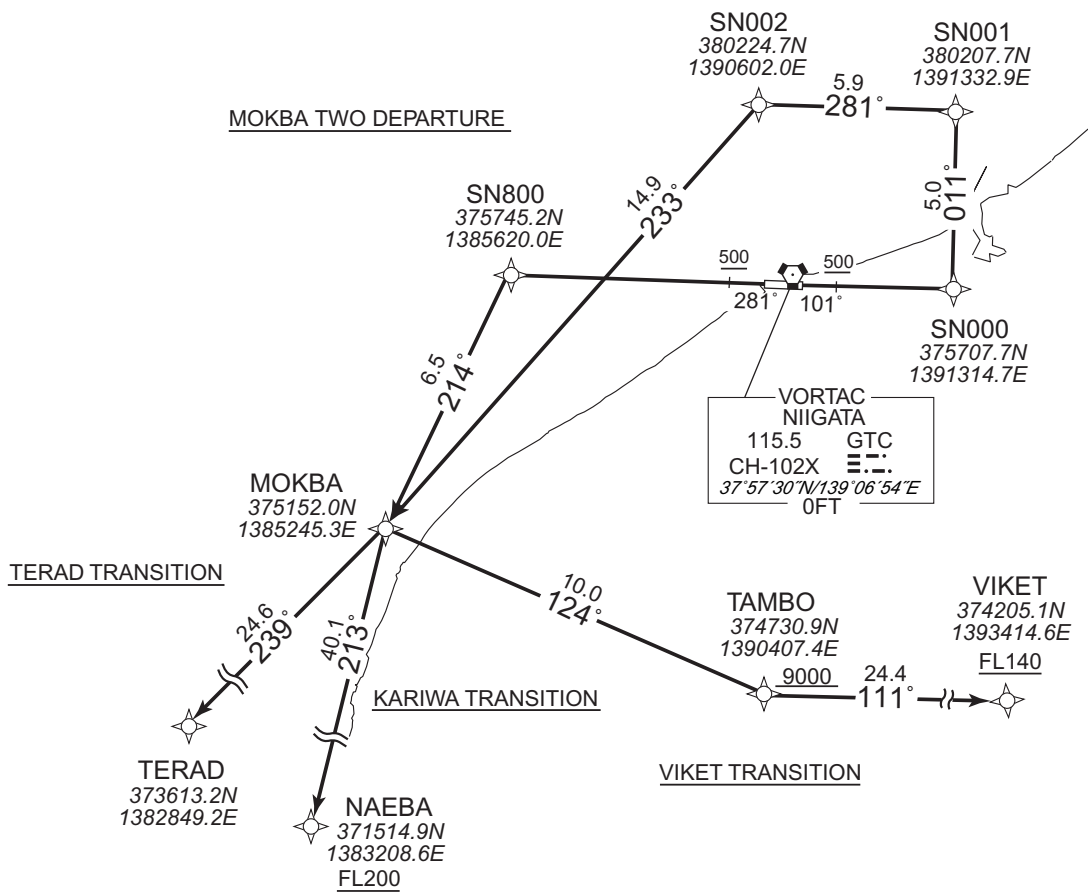 SN002
380224.7N
1390602.0E
SN001
380207.7N
1391332.9E
5.9
281°
MOKBA TWO DEPARTURE
14.9
233°
5.0
011°
SN800
375745.2N
1385620.0E
500
500
281°
101°
SN000
375707.7N
1391314.7E
6.5
214°
VORTAC
NIIGATA
115.5 GTC
CH-102X
37°57´30˝N/139°06´54˝E
0FT
MOKBA
375152.0N
1385245.3E
TERAD TRANSITION
24.6
239°
40.1
213°
10.0
124°
TAMBO
374730.9N
1390407.4E
9000
VIKET
374205.1N
1393414.6E
FL140
24.4
111°
KARIWA TRANSITION
VIKET TRANSITION
TERAD
373613.2N
1382849.2E
NAEBA
371514.9N
1383208.6E
FL200